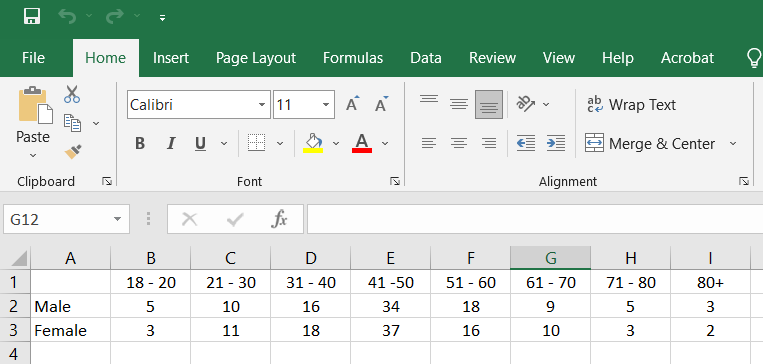 File Home Insert Page Layout Formulas Data Review View Help Acrobat
Paste
Calibri 11 A A ab Wrap Text
B I U A Merge & Center
Clipboard Font Alignment
G12 fx
A B C D E F G H I
1 18 - 20 21 - 30 31 - 40 41 -50 51 - 60 61 - 70 71 - 80 80+
2 Male 5 10 16 34 18 9 5 3
3 Female 3 11 18 37 16 10 3 2
4